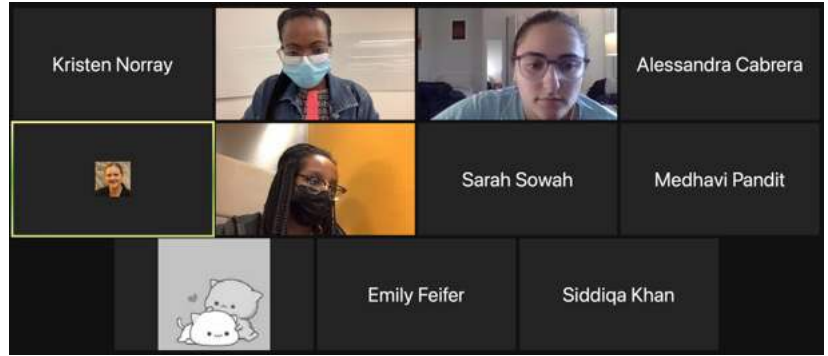 Kristen Norray
Alessandra Cabrera
Sarah Sowah
Medhavi Pandit
Emily Feifer
Siddiqa Khan